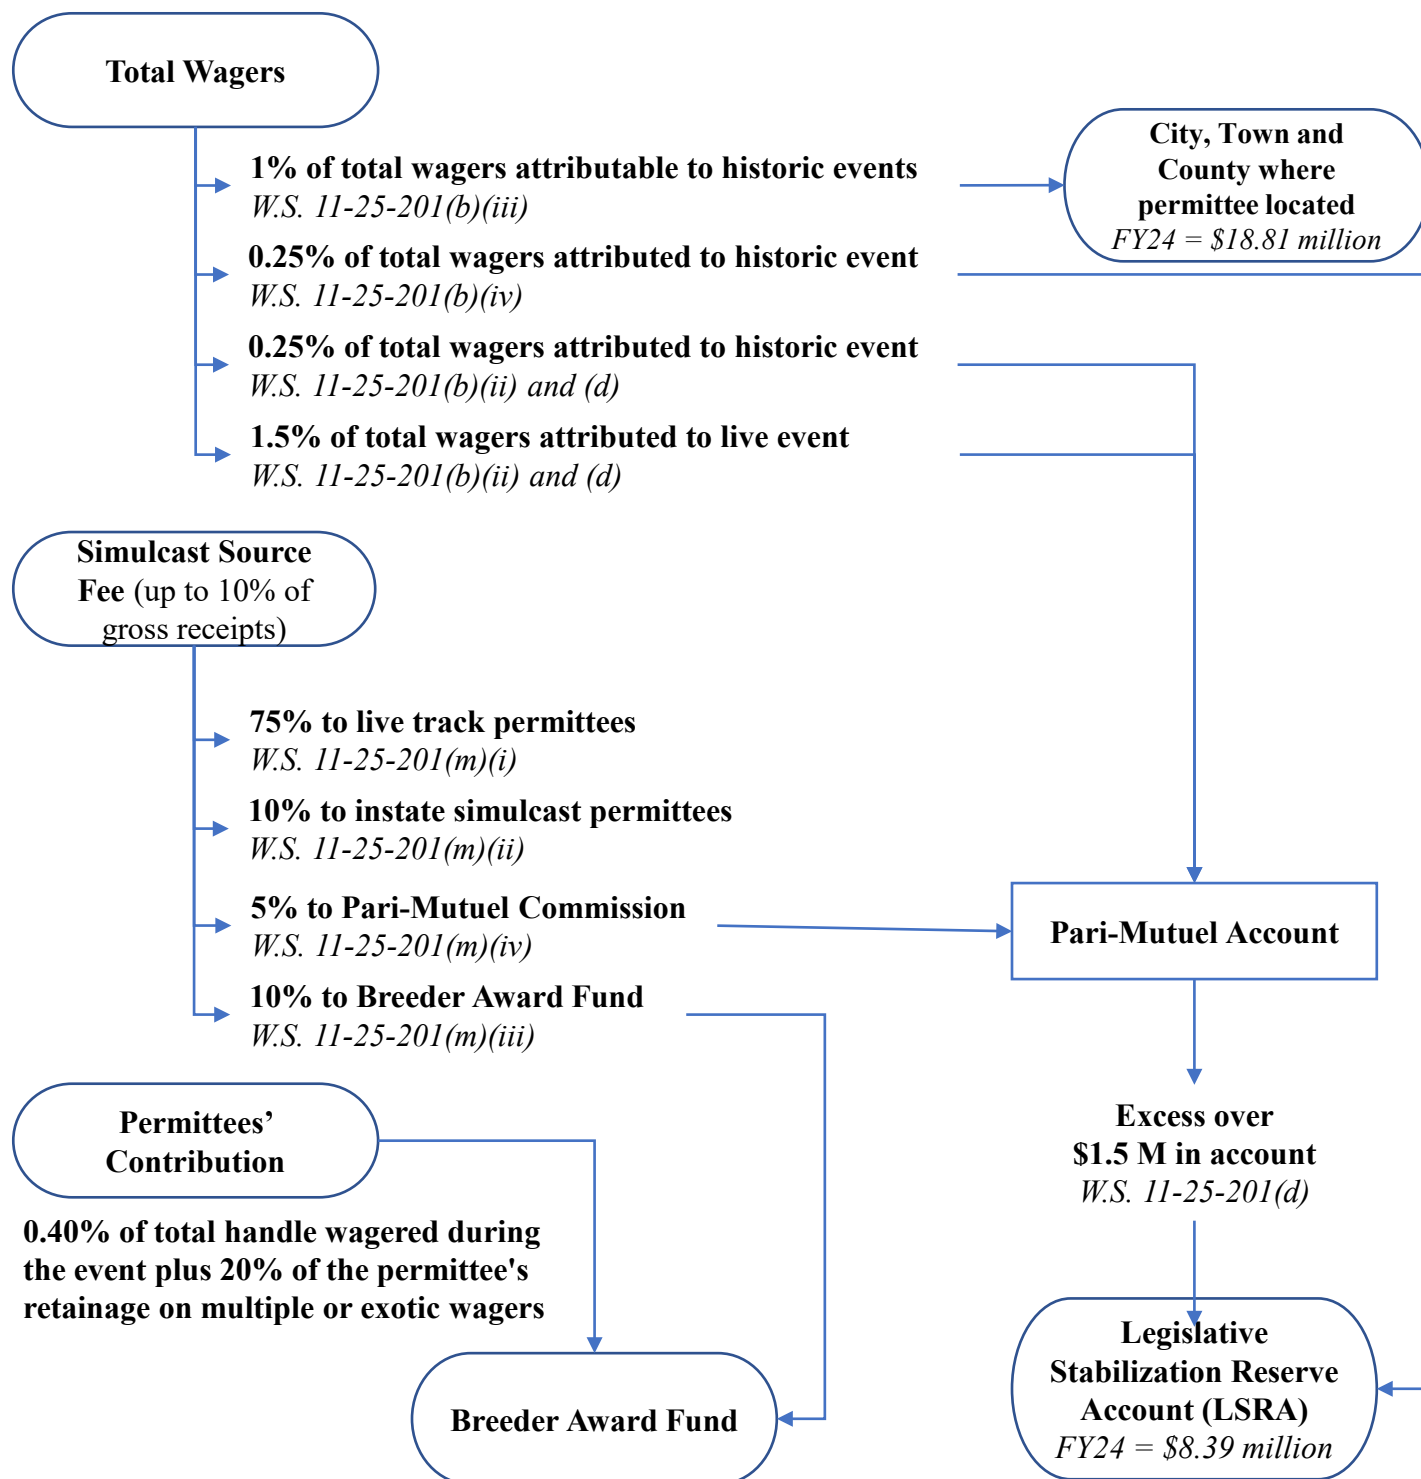 Total Wagers
1% of total wagers attributable to historic events
W.S. 11-25-201(b)(iii)
0.25% of total wagers attributed to historic event
W.S. 11-25-201(b)(iv)
0.25% of total wagers attributed to historic event
W.S. 11-25-201(b)(ii) and (d)
1.5% of total wagers attributed to live event
W.S. 11-25-201(b)(ii) and (d)
City, Town and
County where
permittee located
FY24 = $18.81 million
Simulcast Source
Fee (up to 10% of
gross receipts)
75% to live track permittees
W.S. 11-25-201(m)(i)
10% to instate simulcast permittees
W.S. 11-25-201(m)(ii)
5% to Pari-Mutuel Commission
W.S. 11-25-201(m)(iv)
10% to Breeder Award Fund
W.S. 11-25-201(m)(iii)
Pari-Mutuel Account
Excess over
$1.5 M in account
W.S. 11-25-201(d)
Permittees’
Contribution
0.40% of total handle wagered during
the event plus 20% of the permittee's
retainage on multiple or exotic wagers
Breeder Award Fund
Legislative
Stabilization Reserve
Account (LSRA)
FY24 = $8.39 million